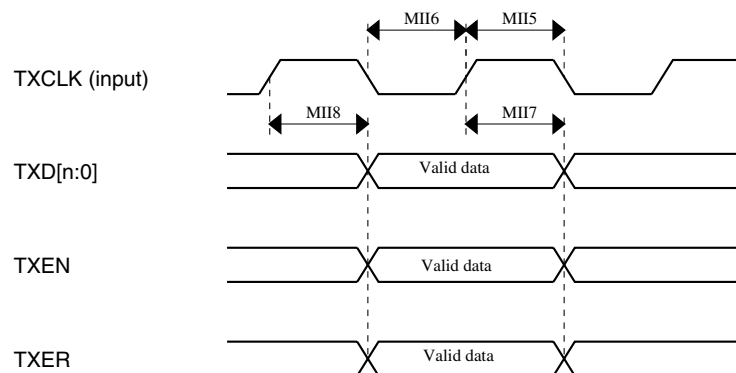 MII6 MII5
TXCLK (input)
MII8 MII7
TXD[n:0] Valid data
TXEN Valid data
TXER Valid data